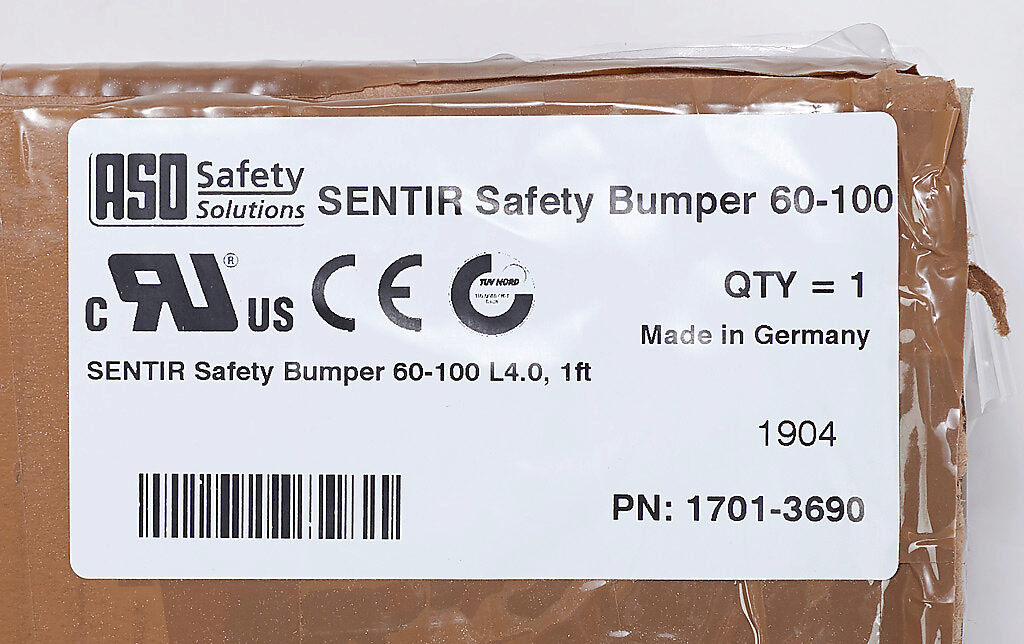 ASO Safety Solutions
SENTIR Safety Bumper 60-100
c RU ® US CE TÜV NORD
QTY = 1
Made in Germany
SENTIR Safety Bumper 60-100 L4.0, 1ft
1904
PN: 1701-3690